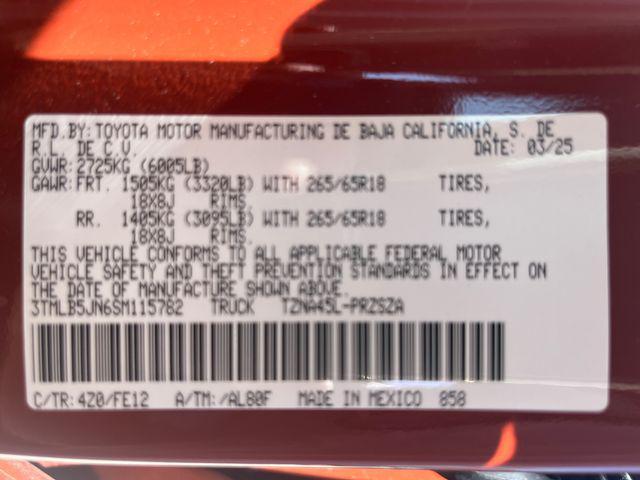 MFD.BY: TOYOTA MOTOR MANUFACTURING DE BAJA CALIFORNIA, S. DE
R.L. DE C.V. DATE: 03/25
GVWR: 2725KG (6005LB)
GAWR: FRT. 1505KG (3320LB) WITH 265/65R18 TIRES,
18X8J RIMS.
RR. 1405KG (3095LB) WITH 265/65R18 TIRES,
18X8J RIMS.
THIS VEHICLE CONFORMS TO ALL APPLICABLE FEDERAL MOTOR
VEHICLE SAFETY AND THEFT PREVENTION STANDARDS IN EFFECT ON
THE DATE OF MANUFACTURE SHOWN ABOVE.
3TMLB5JN6SM115782 TRUCK TZNA45L-PRZSZA
C/TR: 4Z0/FE12 A/TM: /AL80F MADE IN MEXICO 858